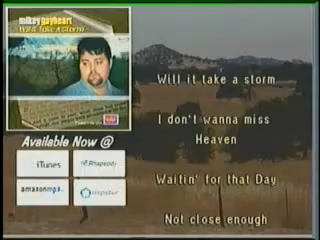 mikey gayheart
Will It Take A Storm
Available Now @
iTunes
Rhapsody
amazonmp3
Will it take a storm
I don't wanna miss
Heaven
Waitin' for that Day
Not close enough